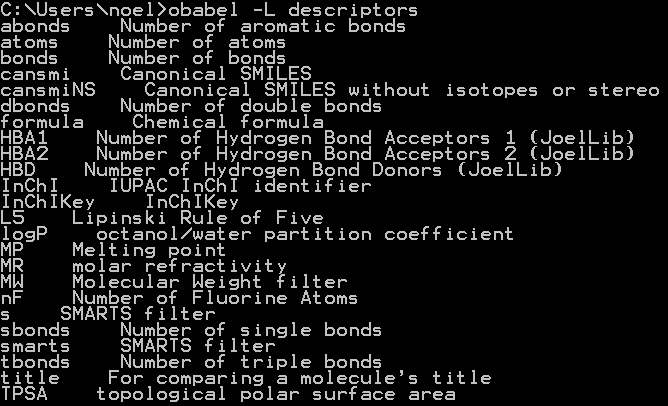 C:\Users\noel>obabel -L descriptors
abonds    Number of aromatic bonds
atoms    Number of atoms
bonds    Number of bonds
cansmi    Canonical SMILES
cansmiNS    Canonical SMILES without isotopes or stereo
dbonds    Number of double bonds
formula    Chemical formula
HBA1    Number of Hydrogen Bond Acceptors 1 (JoelLib)
HBA2    Number of Hydrogen Bond Acceptors 2 (JoelLib)
HBD    Number of Hydrogen Bond Donors (JoelLib)
InChI    IUPAC InChI identifier
InChIKey    InChIKey
L5    Lipinski Rule of Five
logP    octanol/water partition coefficient
MP    Melting point
MR    molar refractivity
MW    Molecular Weight filter
nF    Number of Fluorine Atoms
s    SMARTS filter
sbonds    Number of single bonds
smarts    SMARTS filter
tbonds    Number of triple bonds
title    For comparing a molecule's title
TPSA    topological polar surface area